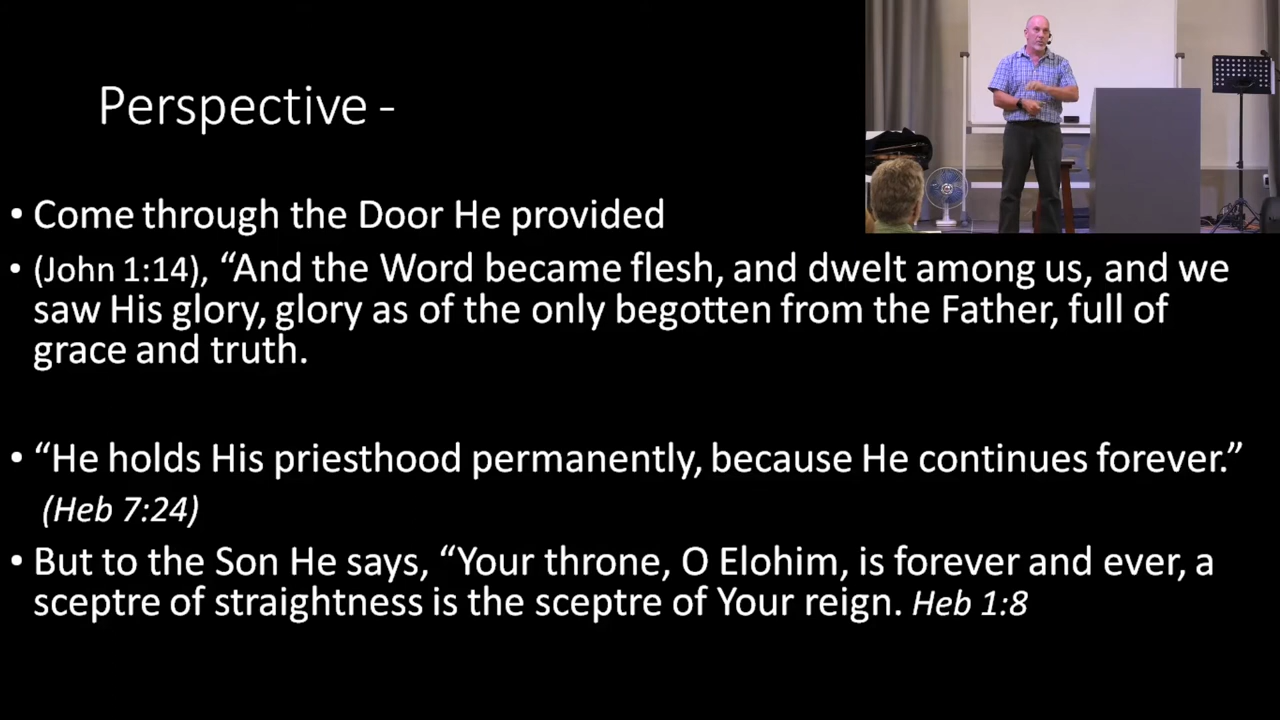 Perspective -
• Come through the Door He provided
• (John 1:14), “And the Word became flesh, and dwelt among us, and we
saw His glory, glory as of the only begotten from the Father, full of
grace and truth.
• “He holds His priesthood permanently, because He continues forever.”
(Heb 7:24)
• But to the Son He says, “Your throne, O Elohim, is forever and ever, a
sceptre of straightness is the sceptre of Your reign. Heb 1:8